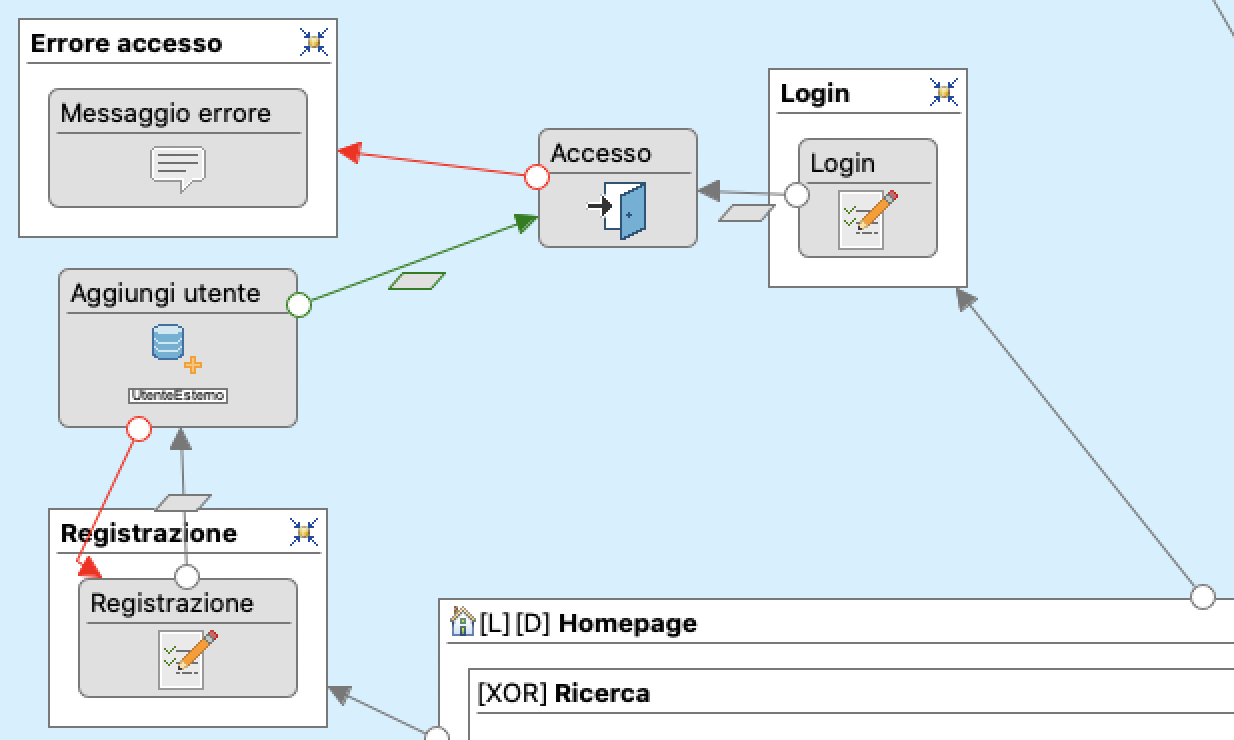 Errore accesso
Messaggio errore
Accesso
Login
Login
Aggiungi utente
UtenteEsterno
Registrazione
Registrazione
[L][D] Homepage
[XOR] Ricerca